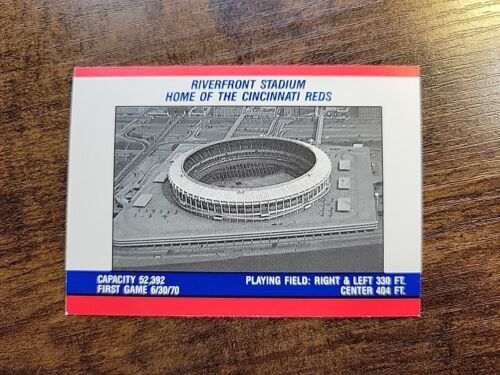 RIVERFRONT STADIUM
HOME OF THE CINCINNATI REDS
CAPACITY 52,392
FIRST GAME 6/30/70
PLAYING FIELD: RIGHT & LEFT 330 FT.
CENTER 404 FT.